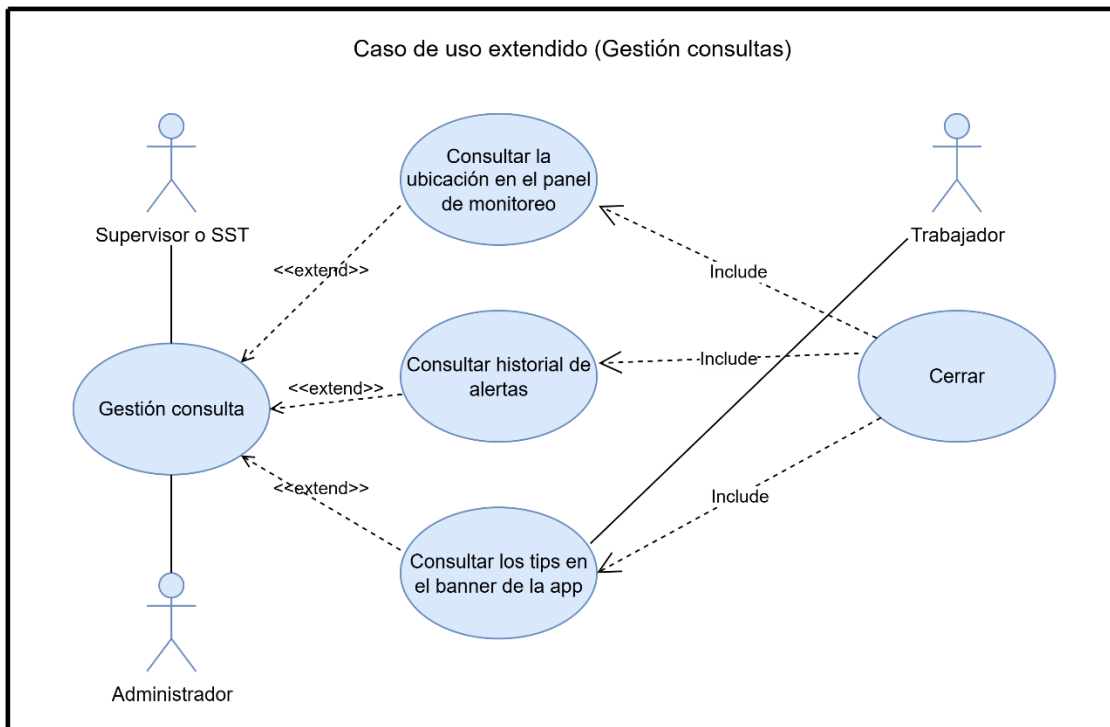 Caso de uso extendido (Gestión consultas)
Consultar la
ubicación en el panel
de monitoreo
Supervisor o SST
Trabajador
<<extend>>
Include
Gestión consulta
<<extend>>
Consultar historial de
alertas
Include
Cerrar
<<extend>>
Include
Consultar los tips en
el banner de la app
Administrador